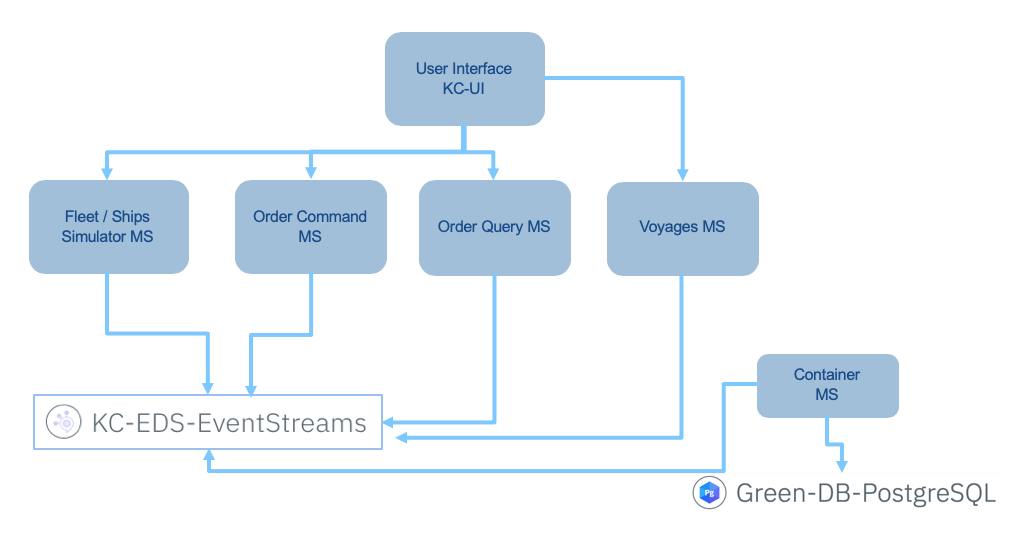 User Interface
KC-UI
Fleet / Ships
Simulator MS
Order Command
MS
Order Query MS
Voyages MS
Container
MS
KC-EDS-EventStreams
Pg
Green-DB-PostgreSQL